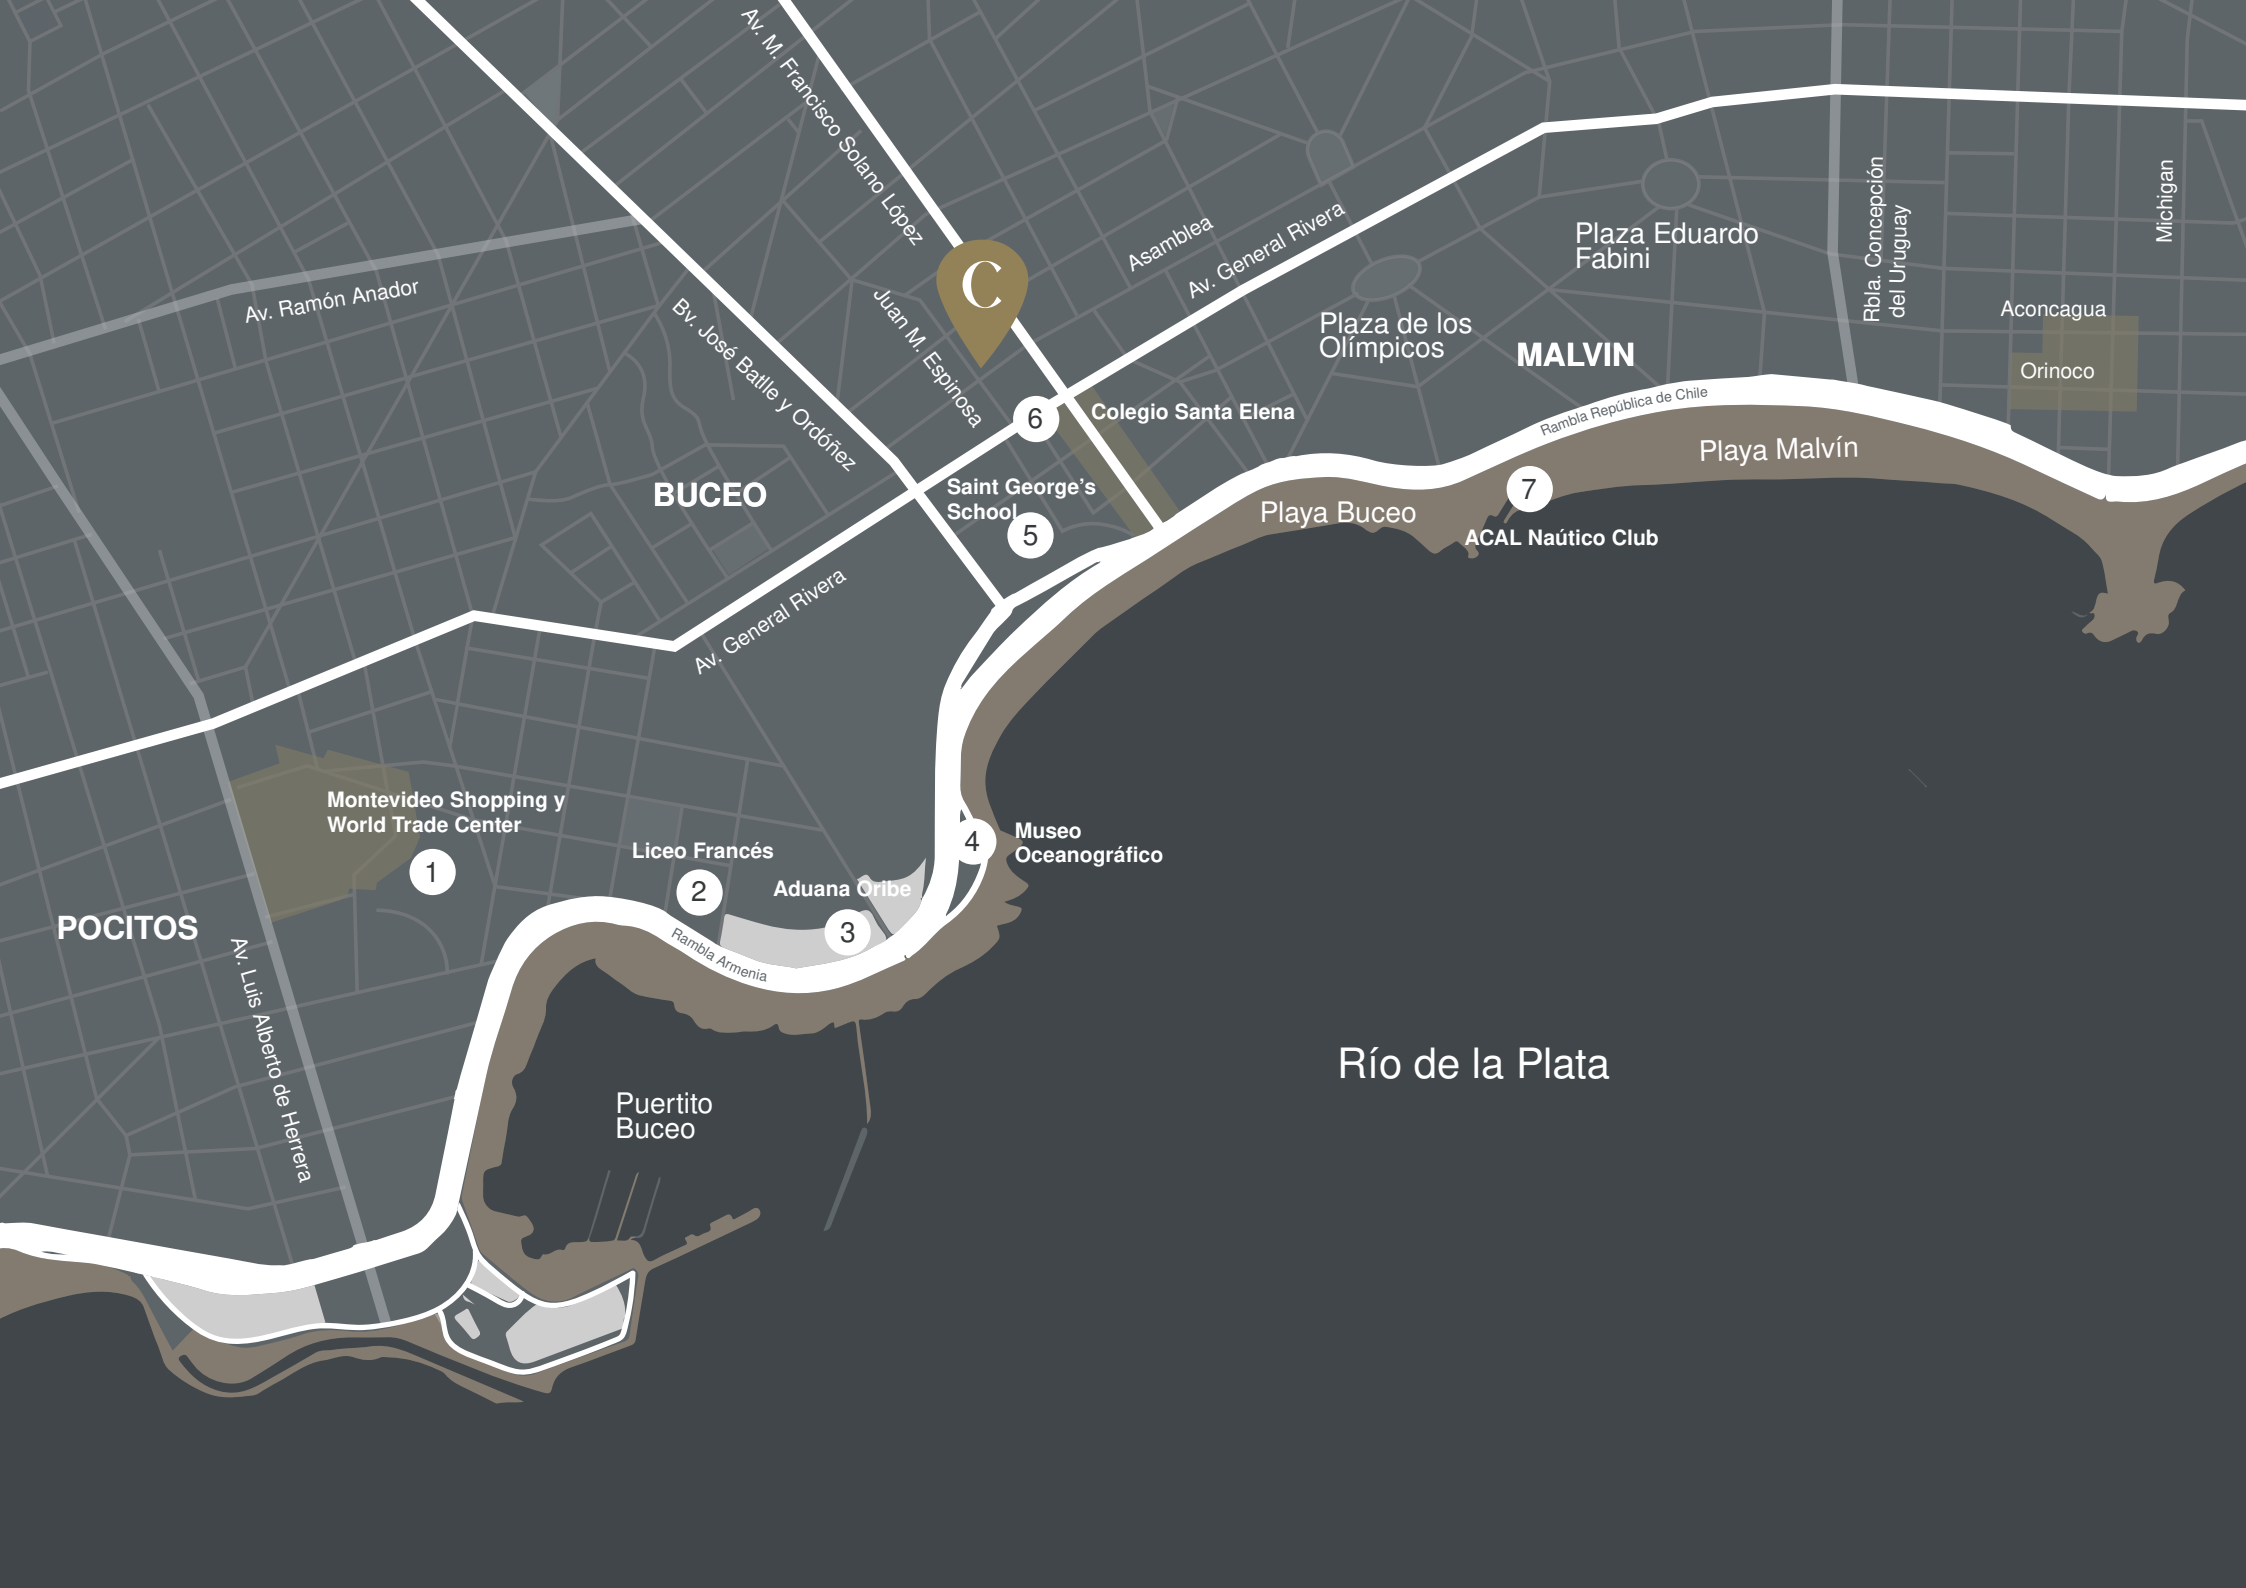 Av. M. Francisco Solano López
Asamblea
Av. General Rivera
Rbla. Concepción
del Uruguay
Michigan
Plaza Eduardo
Fabini
C
Av. Ramón Anador
Bv. José Batlle y Ordóñez
Juan M. Espinosa
Plaza de los
Olímpicos
MALVIN
Aconcagua
Orinoco
6
Colegio Santa Elena
Rambla República de Chile
Playa Malvín
BUCEO
Saint George’s
School
5
Playa Buceo
7
ACAL Naútico Club
Av. General Rivera
Montevideo Shopping y
World Trade Center
1
Liceo Francés
2
Aduana Oribe
3
4
Museo
Oceanográfico
POCITOS
Av. Luis Alberto de Herrera
Rambla Armenia
Puertito
Buceo
Río de la Plata